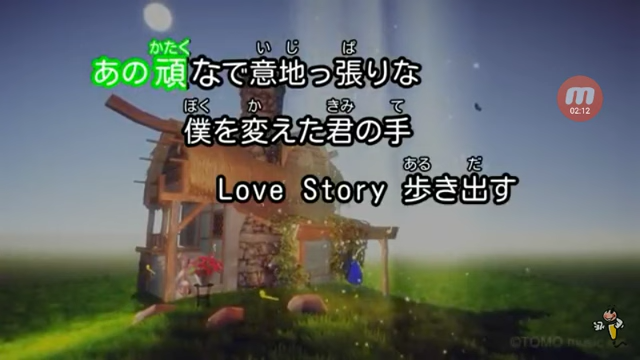 かたく いじ ば
あの頑なで意地っ張りな
ぼく か きみ て
僕を変えた君の手
ある だ
Love Story 歩き出す
02:12
©TOMO music